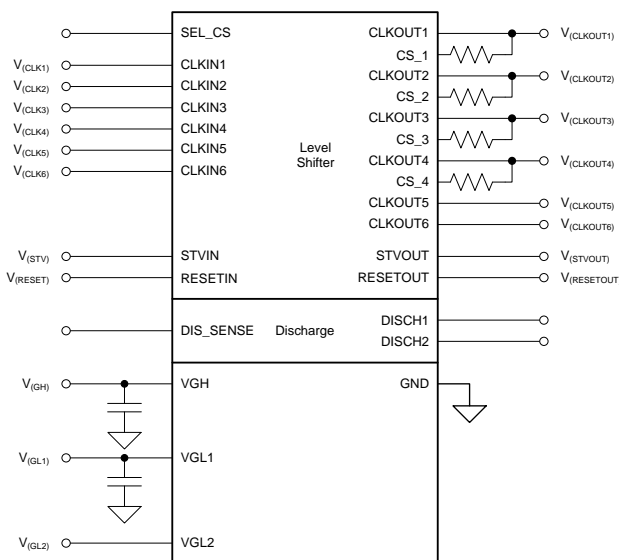 SEL_CS CLKOUT1 V(CLKOUT1)
CS_1
V(CLK1) CLKIN1
CLKOUT2 V(CLKOUT2)
V(CLK2) CLKIN2
CS_2
V(CLK3) CLKIN3
CLKOUT3 V(CLKOUT3)
V(CLK4) CLKIN4
CS_3
V(CLK5) CLKIN5 Level
Shifter
CLKOUT4 V(CLKOUT4)
V(CLK6) CLKIN6
CS_4
CLKOUT5 V(CLKOUT5)
CLKOUT6 V(CLKOUT6)
V(STV) STVIN STVOUT V(STVOUT)
V(RESET) RESETIN RESETOUT V(RESETOUT
DISCH1
DIS_SENSE Discharge
DISCH2
V(GH) VGH GND
V(GL1) VGL1
V(GL2) VGL2